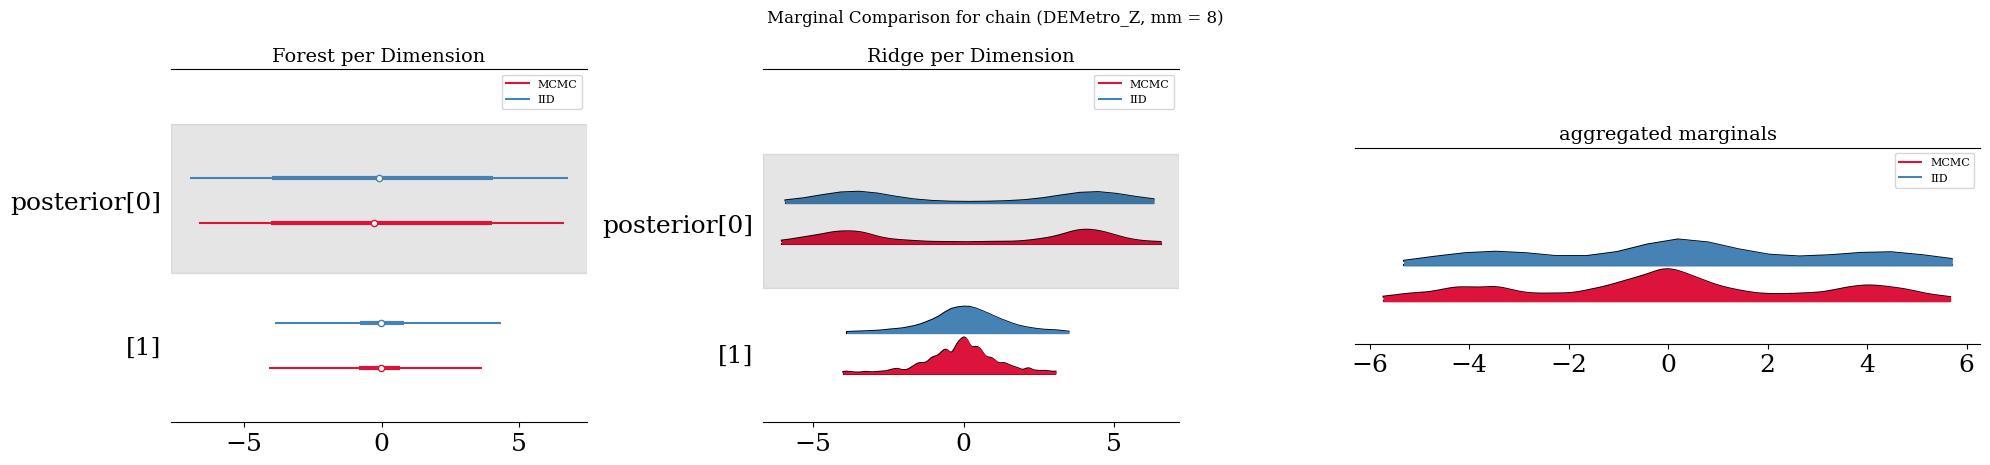 Marginal Comparison for chain (DEMetro_Z, mm = 8)
Forest per Dimension
MCMC
IID
posterior[0]
[1]
−5 0 5
Ridge per Dimension
MCMC
IID
posterior[0]
[1]
−5 0 5
aggregated marginals
MCMC
IID
−6 −4 −2 0 2 4 6